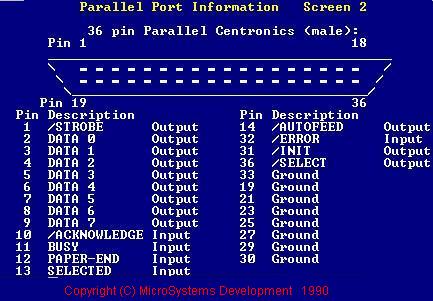 Parallel Port Information Screen 2
36 pin Parallel Centronics (male):
Pin 1 18
Pin 19 36
Pin Description Pin Description
1 /STROBE Output 14 /AUTOFEED Output
2 DATA 0 Output 32 /ERROR Input
3 DATA 1 Output 31 /INIT Output
4 DATA 2 Output 36 /SELECT Output
5 DATA 3 Output 33 Ground
6 DATA 4 Output 19 Ground
7 DATA 5 Output 21 Ground
8 DATA 6 Output 23 Ground
9 DATA 7 Output 25 Ground
10 /ACKNOWLEDGE Input 27 Ground
11 BUSY Input 29 Ground
12 PAPER-END Input 30 Ground
13 SELECTED Input
Copyright (C) MicroSystems Development 1990